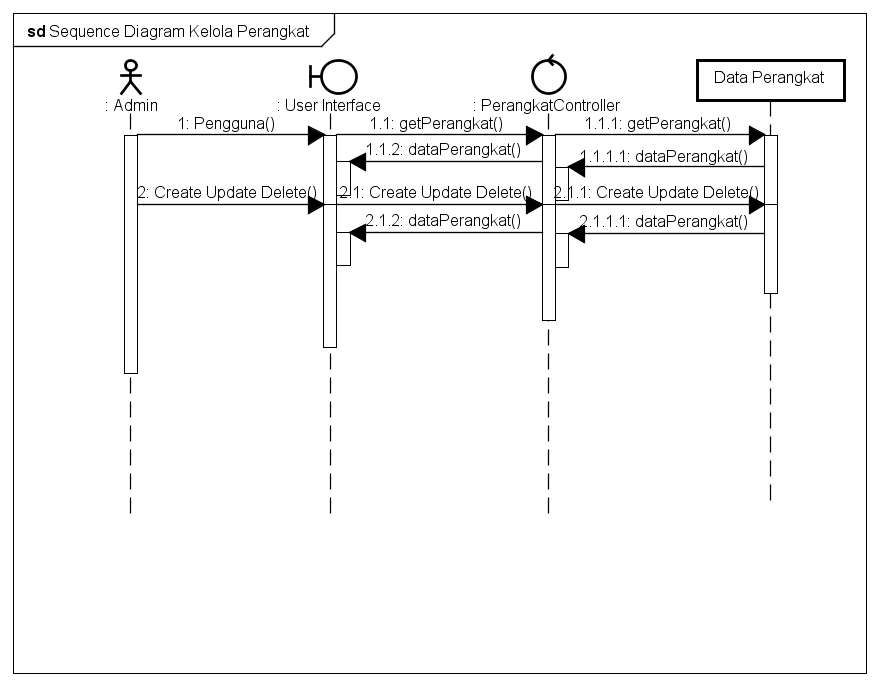 sd Sequence Diagram Kelola Perangkat
: Admin
: User Interface
: PerangkatController
Data Perangkat
1: Pengguna()
1.1: getPerangkat()
1.1.1: getPerangkat()
1.1.2: dataPerangkat()
1.1.1.1: dataPerangkat()
2: Create Update Delete()
2.1: Create Update Delete()
2.1.1: Create Update Delete()
2.1.2: dataPerangkat()
2.1.1.1: dataPerangkat()